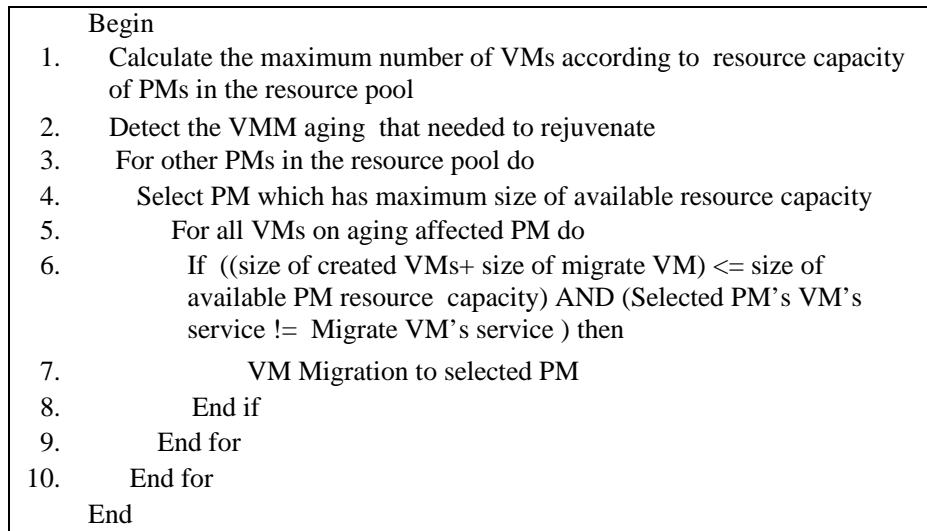 Begin
1. Calculate the maximum number of VMs according to resource capacity
of PMs in the resource pool
2. Detect the VMM aging that needed to rejuvenate
3. For other PMs in the resource pool do
4. Select PM which has maximum size of available resource capacity
5. For all VMs on aging affected PM do
6. If ((size of created VMs+ size of migrate VM) <= size of
available PM resource capacity) AND (Selected PM’s VM’s
service != Migrate VM’s service ) then
7. VM Migration to selected PM
8. End if
9. End for
10. End for
End